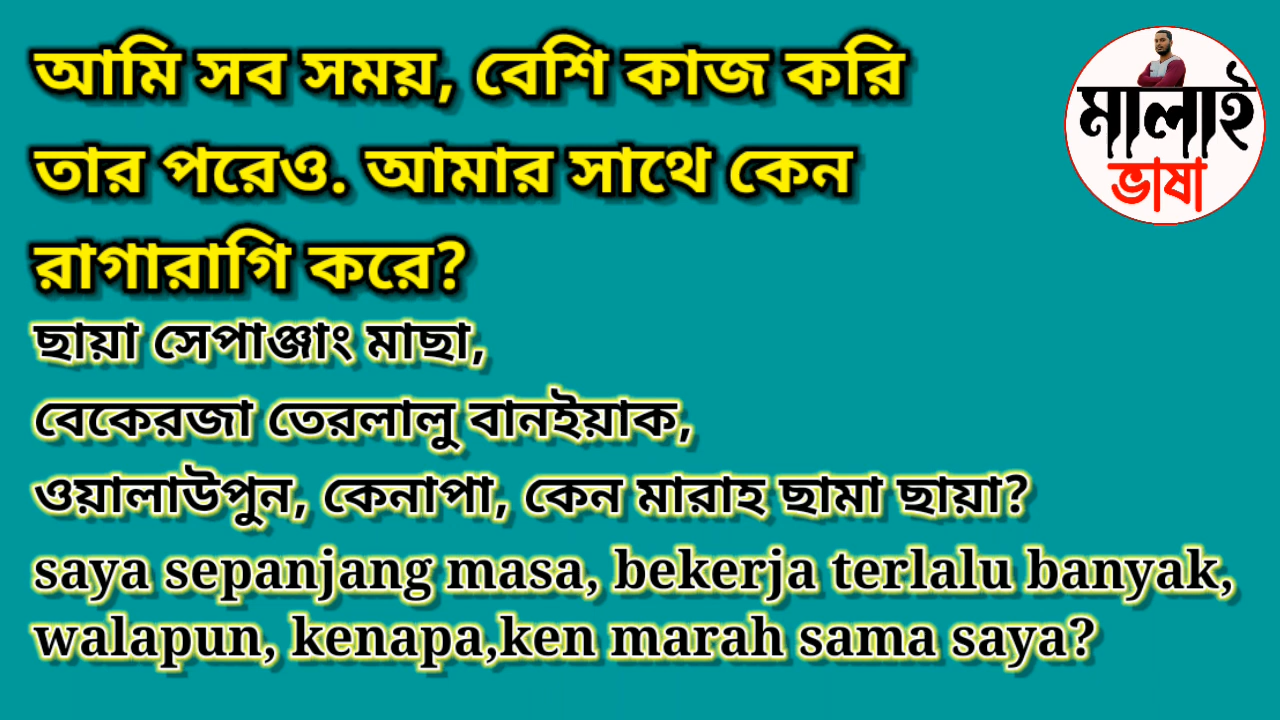 আমি সব সময়, বেশি কাজ করি
তার পরেও. আমার সাথে কেন
রাগারাগি করে?
ছায়া সেপাঞ্জাং মাছা,
বেকেরজা তেরলালু বানইয়াক,
ওয়ালাউপুন, কেনাপা, কেন মারাহ ছামা ছায়া?
saya sepanjang masa, bekerja terlalu banyak,
walapun, kenapa,ken marah sama saya?
মালাই
ভাষা